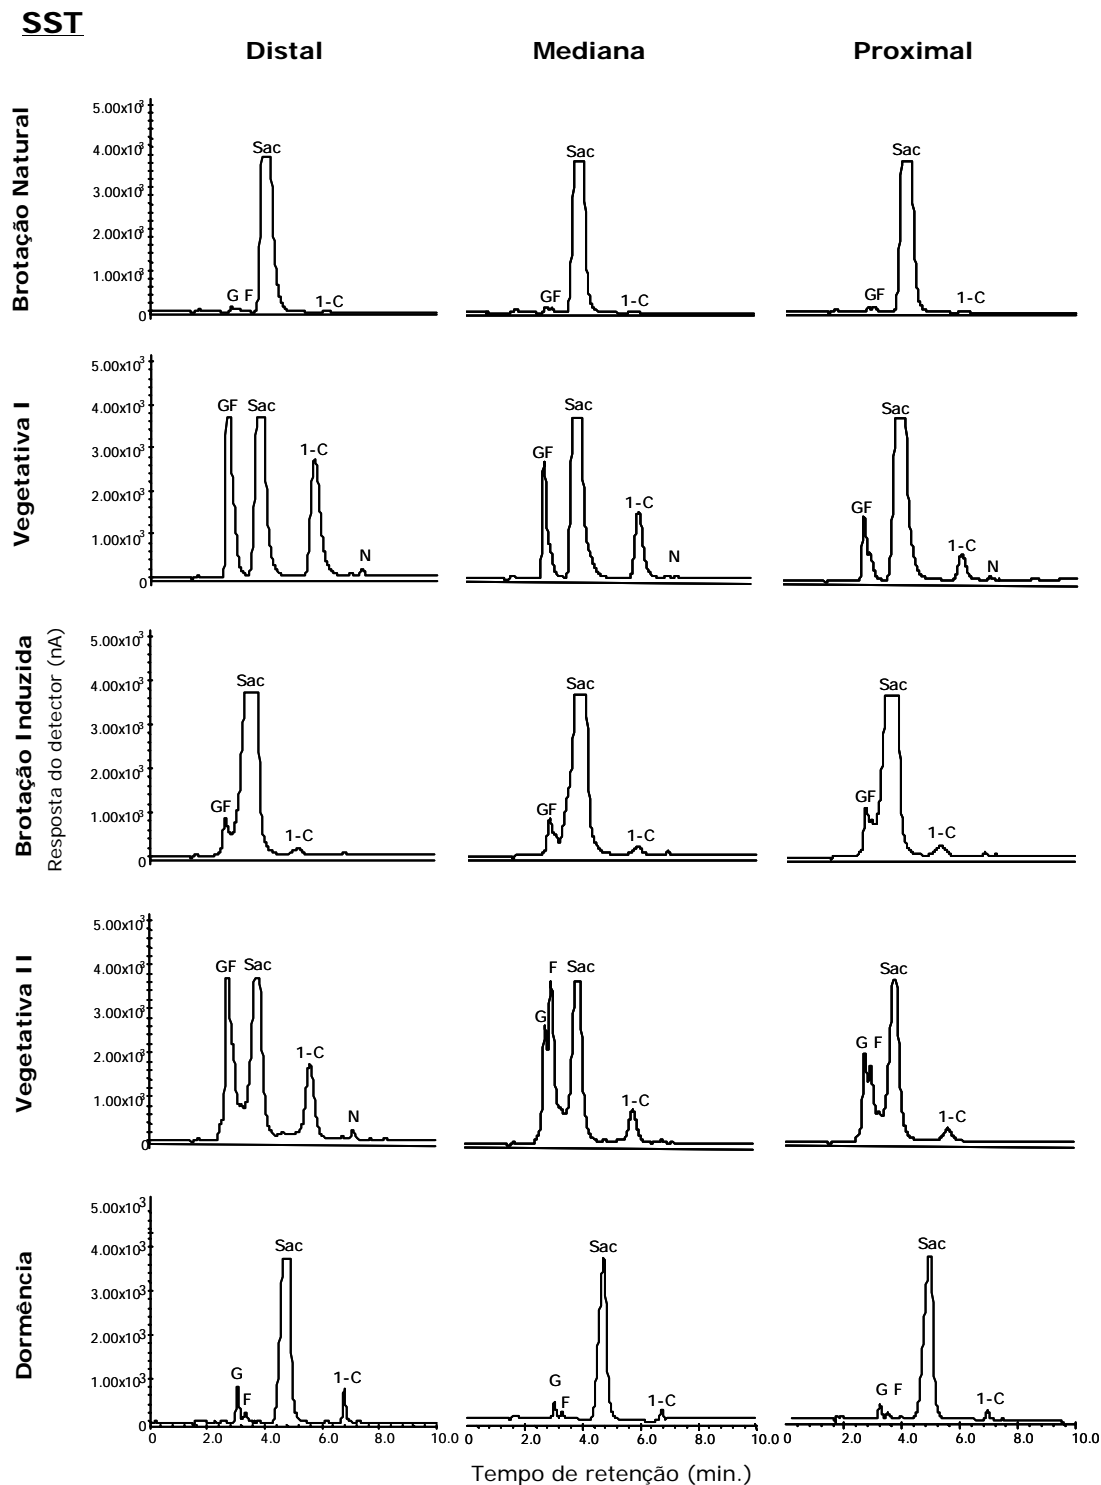 SST
Distal Mediana Proximal
Brotação Natural
5.00x10³
4.00x10³
3.00x10³
2.00x10³
1.00x10³
0
Sac
G F
1-C
Sac
GF
1-C
Sac
GF
1-C
Vegetativa I
5.00x10³
4.00x10³
3.00x10³
2.00x10³
1.00x10³
0
GF Sac
1-C
N
Sac
GF
1-C
N
Sac
GF
1-C
N
Brotação Induzida
Resposta do detector (nA)
5.00x10³
4.00x10³
3.00x10³
2.00x10³
1.00x10³
0
Sac
GF
1-C
Sac
GF
1-C
Sac
GF
1-C
Vegetativa II
5.00x10³
4.00x10³
3.00x10³
2.00x10³
1.00x10³
0
GF Sac
1-C
N
F Sac
G
1-C
Sac
G F
1-C
Dormência
5.00x10³
4.00x10³
3.00x10³
2.00x10³
1.00x10³
0
Sac
G
F
1-C
Sac
G
F
1-C
Sac
G F
1-C
0 2.0 4.0 6.0 8.0 10.0 0 2.0 4.0 6.0 8.0 10.0 0 2.0 4.0 6.0 8.0 10.0
Tempo de retenção (min.)